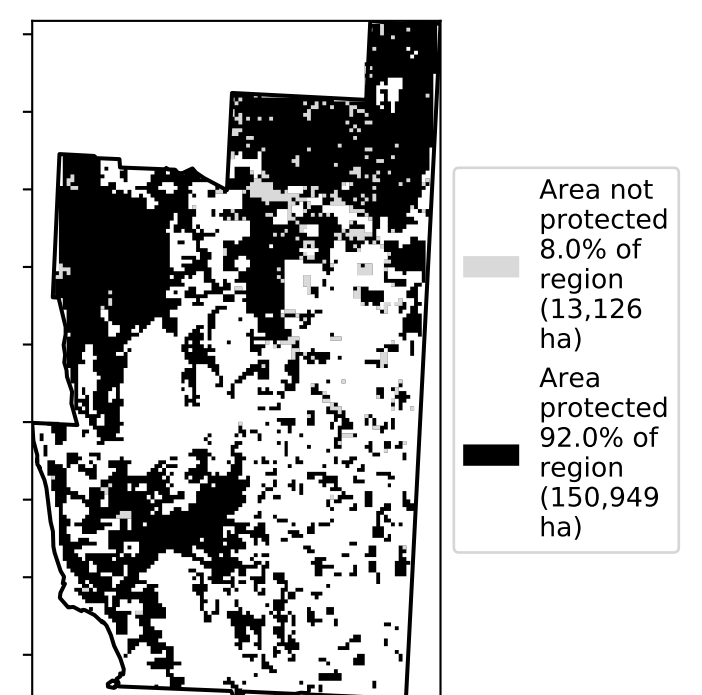 Area not
protected
8.0% of
region
(13,126
ha)
Area
protected
92.0% of
region
(150,949
ha)